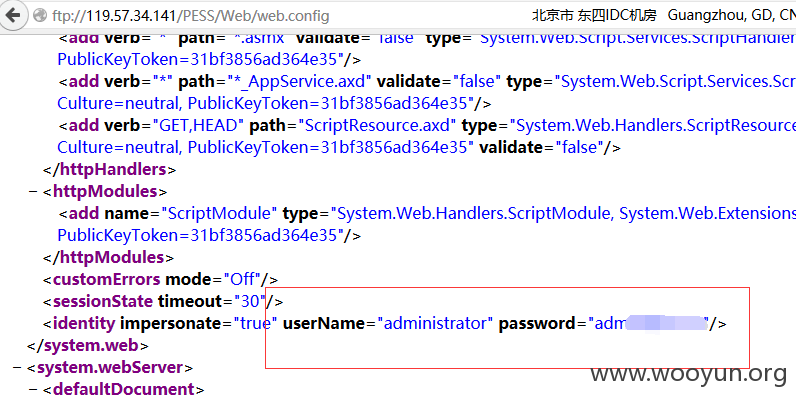 ftp://119.57.34.141/PESS/Web/web.config 北京市 东四IDC机房 Guangzhou, GD, CN
<add verb="*" path="*.asmx" validate="false" type="System.Web.Script.Services.ScriptHandler
PublicKeyToken=31bf3856ad364e35"/>
<add verb="*" path="*_AppService.axd" validate="false" type="System.Web.Script.Services.Scr
Culture=neutral, PublicKeyToken=31bf3856ad364e35"/>
<add verb="GET,HEAD" path="ScriptResource.axd" type="System.Web.Handlers.ScriptResource
Culture=neutral, PublicKeyToken=31bf3856ad364e35" validate="false"/>
</httpHandlers>
− <httpModules>
<add name="ScriptModule" type="System.Web.Handlers.ScriptModule, System.Web.Extensions
PublicKeyToken=31bf3856ad364e35"/>
</httpModules>
<customErrors mode="Off"/>
<sessionState timeout="30"/>
<identity impersonate="true" userName="administrator" password="adm "/>
</system.web>
− <system.webServer>
− <defaultDocument>
www.wooyun.org